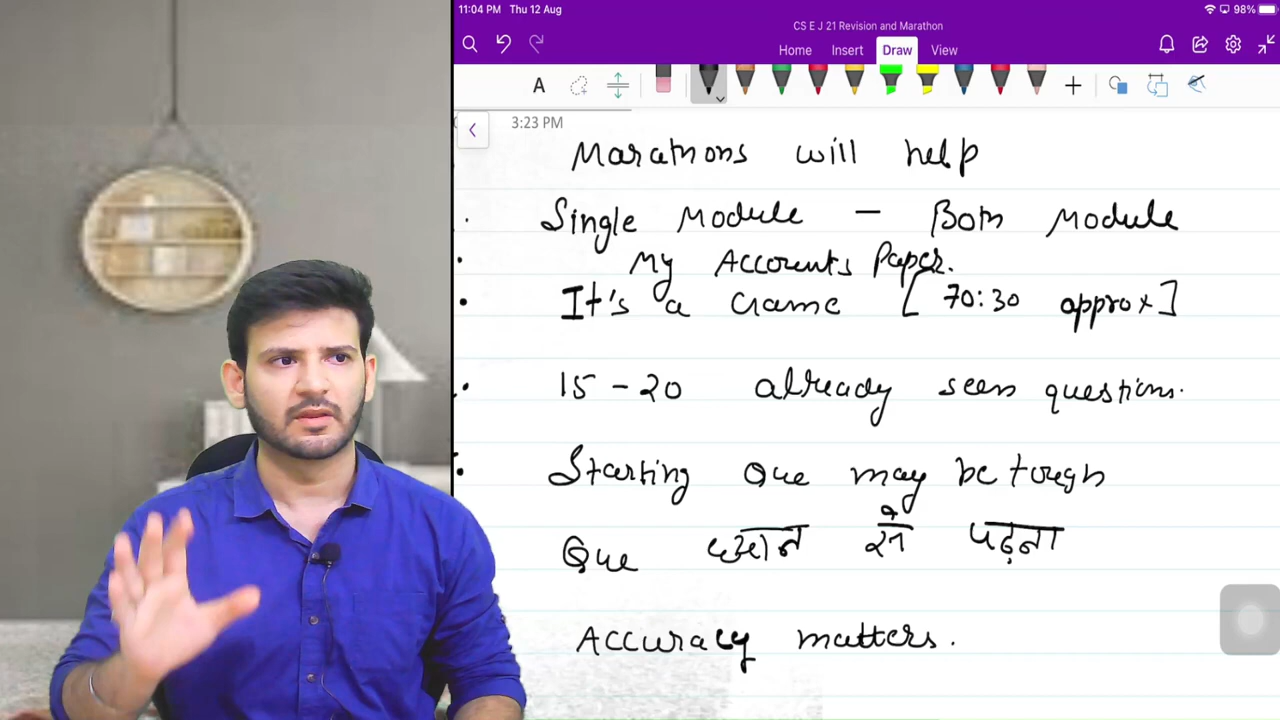 11:04 PM Thu 12 Aug
98%
CS E J 21 Revision and Marathon
Home Insert Draw View
A
3:23 PM
Marathons will help
Single Module - Both Module
My Accounts Paper.
It's a Game [70:30 approx]
15-20 already seen questions.
Starting Que may be tough
Que ध्यान से पढ़ना
Accuracy matters.